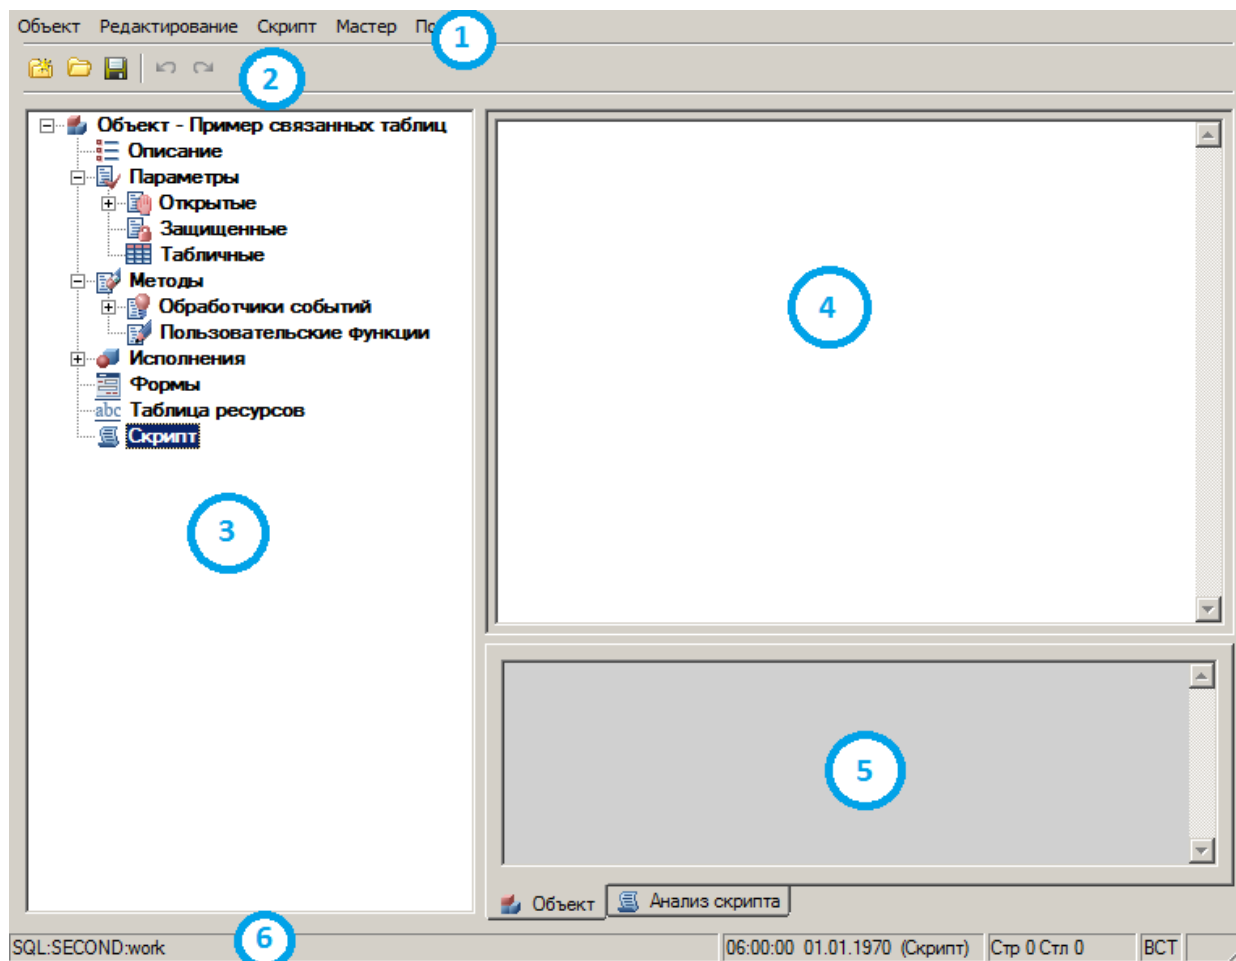 Объект Редактирование Скрипт Мастер
1
2
Объект - Пример связанных таблиц
Описание
Параметры
Открытые
Защищенные
Табличные
Методы
Обработчики событий
Пользовательские функции
Исполнения
Формы
abc Таблица ресурсов
Скрипт
3
4
5
Объект Анализ скрипта
6
SQL:SECOND:work 06:00:00 01.01.1970 (Скрипт) Стр 0 Стл 0 ВСТ